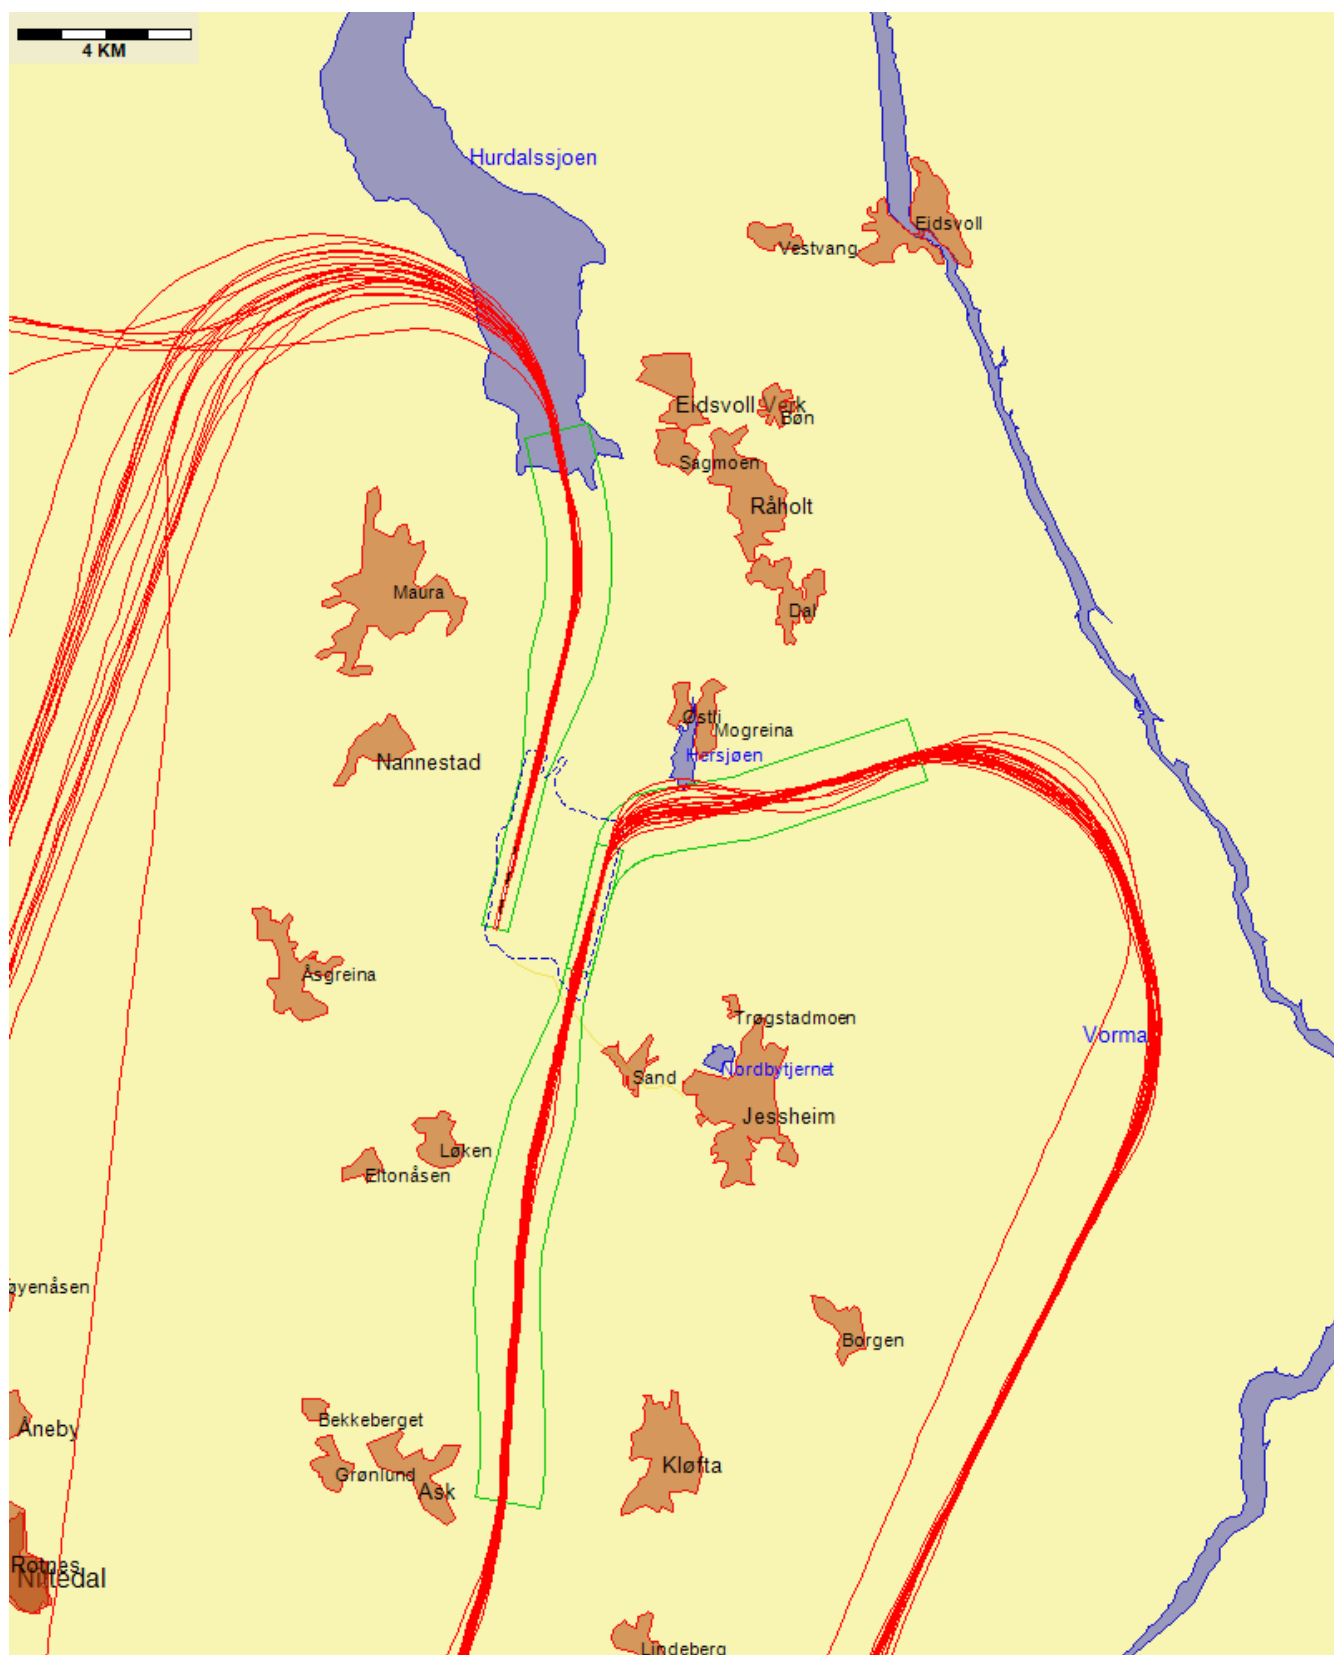 4 KM
Hurdalssjoen
Eidsvoll
Vestvang
Eidsvoll Verk
Bøn
Sagmoen
Råholt
Maura
Dal
Østli
Mogreina
Hersjøen
Nannestad
Åsgreina
Trøgstadmoen
Vorma
Nordbytjernet
Sand
Jessheim
Løken
Eltonåsen
øyenåsen
Borgen
Bekkeberget
Åneby
Kløfta
Grønlund
Ask
Rotnes
Nittedal
Lindeberg